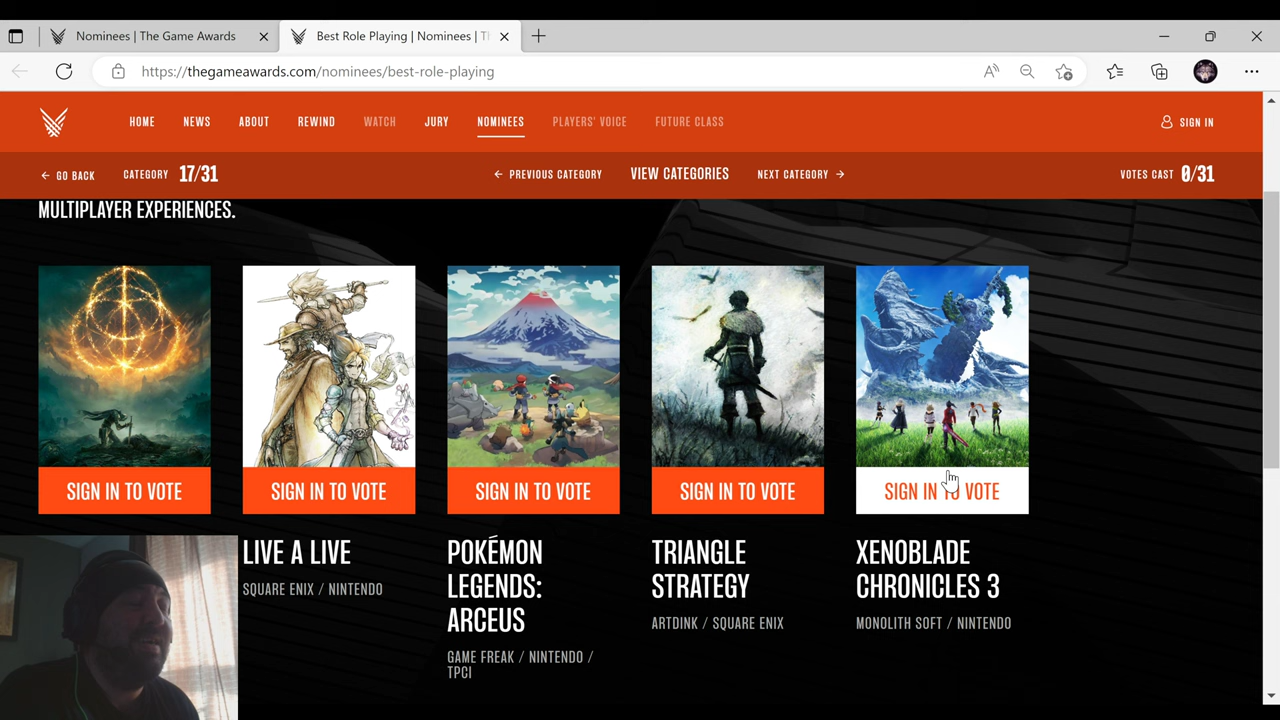 Nominees | The Game Awards
Best Role Playing | Nominees | T
https://thegameawards.com/nominees/best-role-playing
HOME NEWS ABOUT REWIND WATCH JURY NOMINEES PLAYERS' VOICE FUTURE CLASS SIGN IN
← GO BACK CATEGORY 17/31 ← PREVIOUS CATEGORY VIEW CATEGORIES NEXT CATEGORY → VOTES CAST 0/31
MULTIPLAYER EXPERIENCES.
SIGN IN TO VOTE
SIGN IN TO VOTE
SIGN IN TO VOTE
SIGN IN TO VOTE
SIGN IN TO VOTE
LIVE A LIVE
SQUARE ENIX / NINTENDO
POKÉMON
LEGENDS:
ARCEUS
GAME FREAK / NINTENDO /
TPCI
TRIANGLE
STRATEGY
ARTDINK / SQUARE ENIX
XENOBLADE
CHRONICLES 3
MONOLITH SOFT / NINTENDO